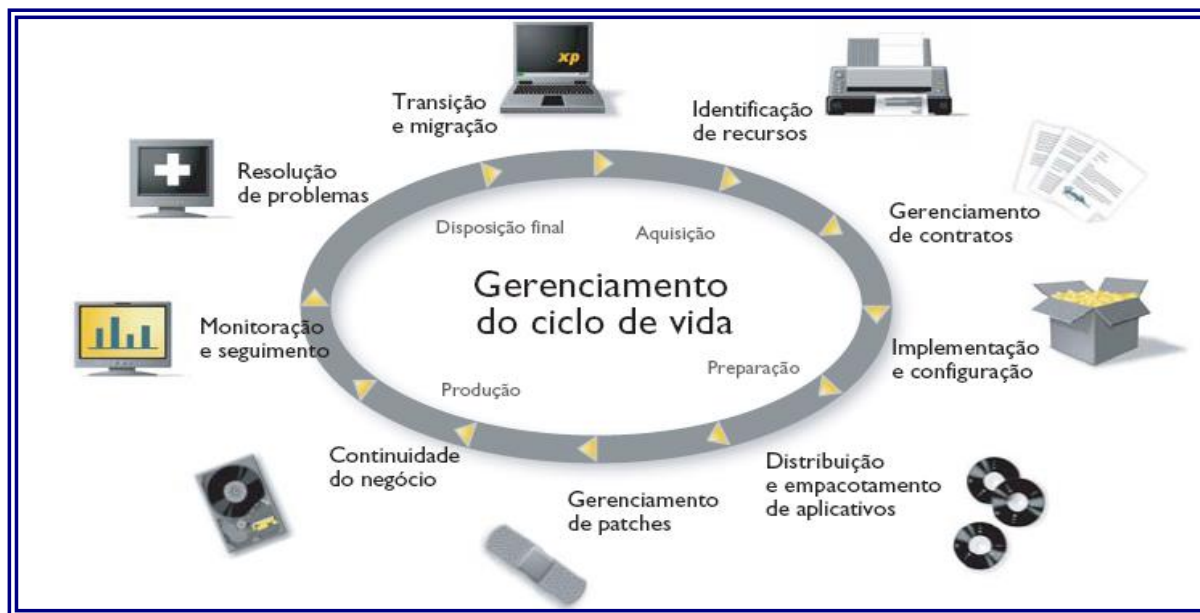 xp
Transição
e migração
Identificação
de recursos
Resolução
de problemas
Gerenciamento
de contratos
Disposição final
Aquisição
Gerenciamento
do ciclo de vida
Monitoração
e seguimento
Implementação
e configuração
Preparação
Produção
Continuidade
do negócio
Distribuição
e empacotamento
de aplicativos
Gerenciamento
de patches